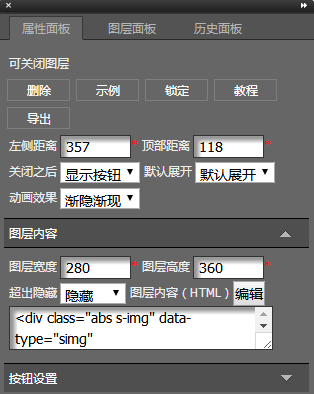 属性面板 图层面板 历史面板
可关闭图层
删除 示例 锁定 教程
导出
左侧距离 357 * 顶部距离 118 *
关闭之后 显示按钮 默认展开 默认展开
动画效果 渐隐渐现
图层内容
图层宽度 280 * 图层高度 360 *
超出隐藏 隐藏 图层内容（HTML） 编辑
<div class="abs s-img" data-
type="simg"
按钮设置